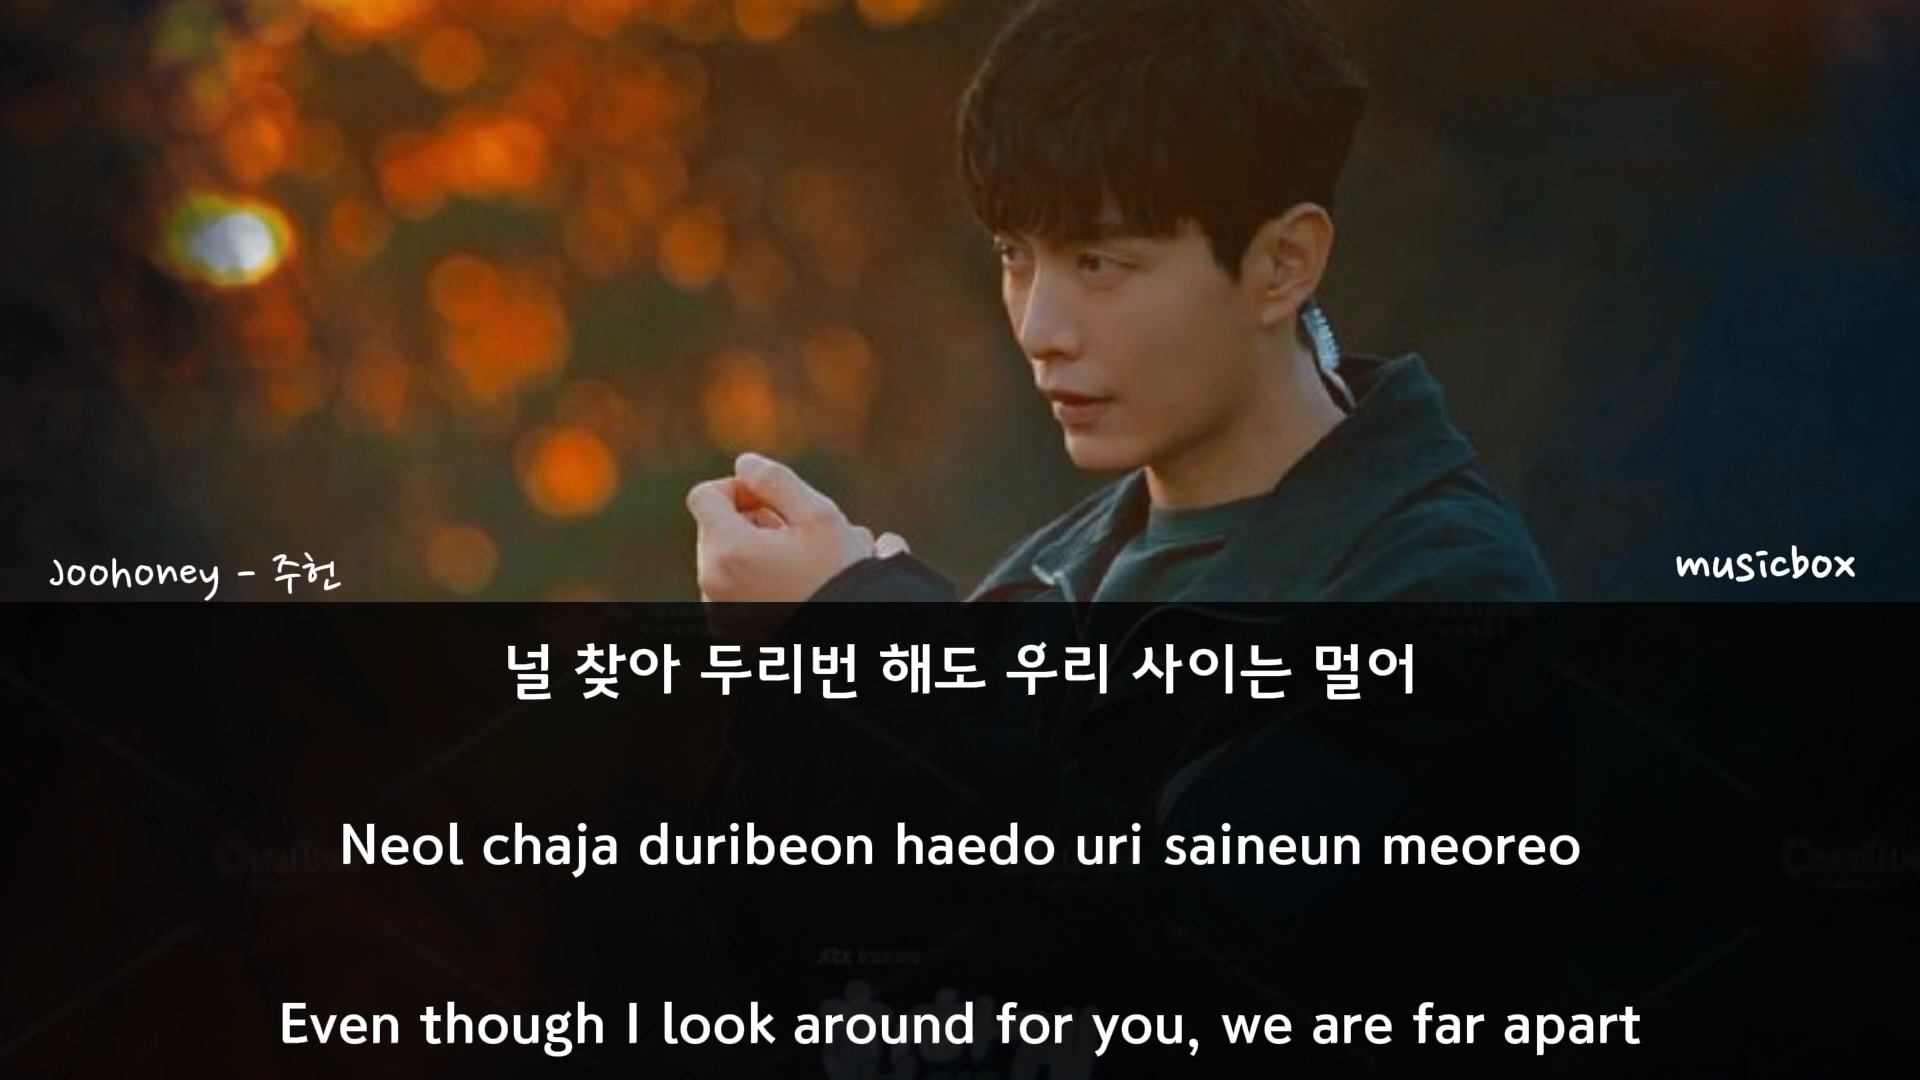 Joohoney - 주헌
musicbox
널 찾아 두리번 해도 우리 사이는 멀어
Neol chaja duribeon haedo uri saineun meoreo
Even though I look around for you, we are far apart